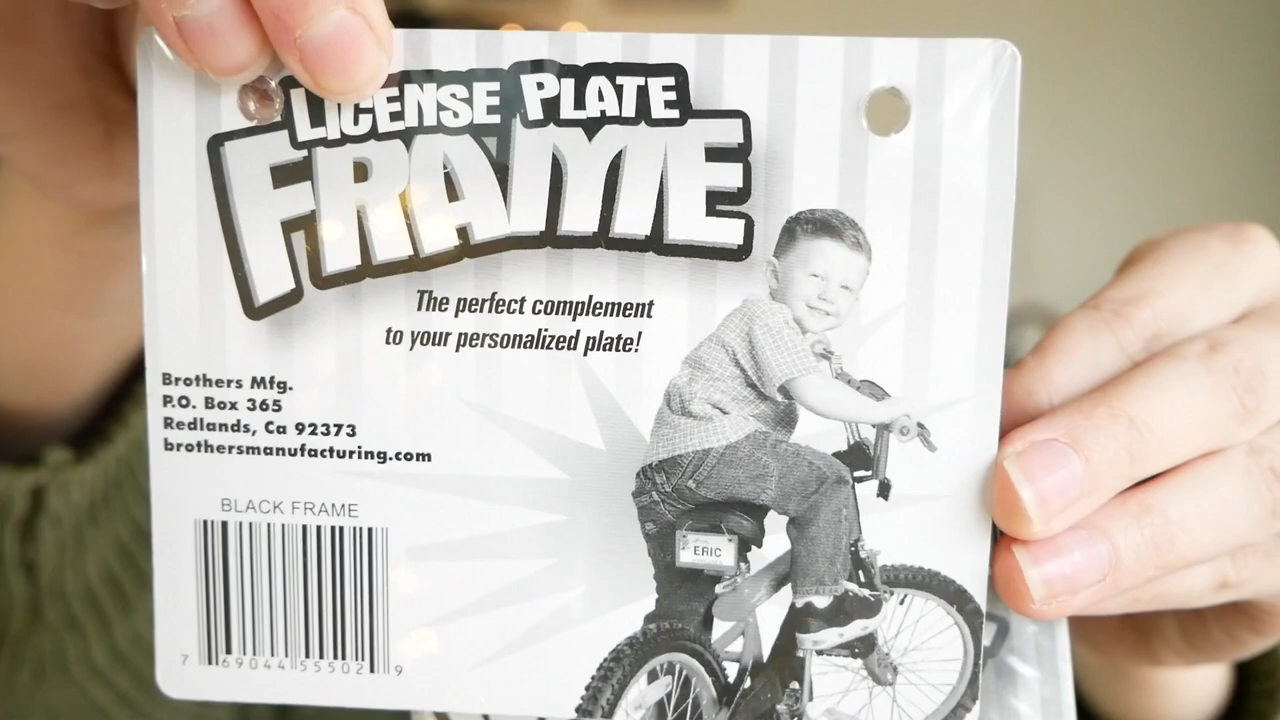 LICENSE PLATE
FRAME
The perfect complement
to your personalized plate!
Brothers Mfg.
P.O. Box 365
Redlands, Ca 92373
brothersmanufacturing.com
BLACK FRAME
7 69044 55502 9
ERIC